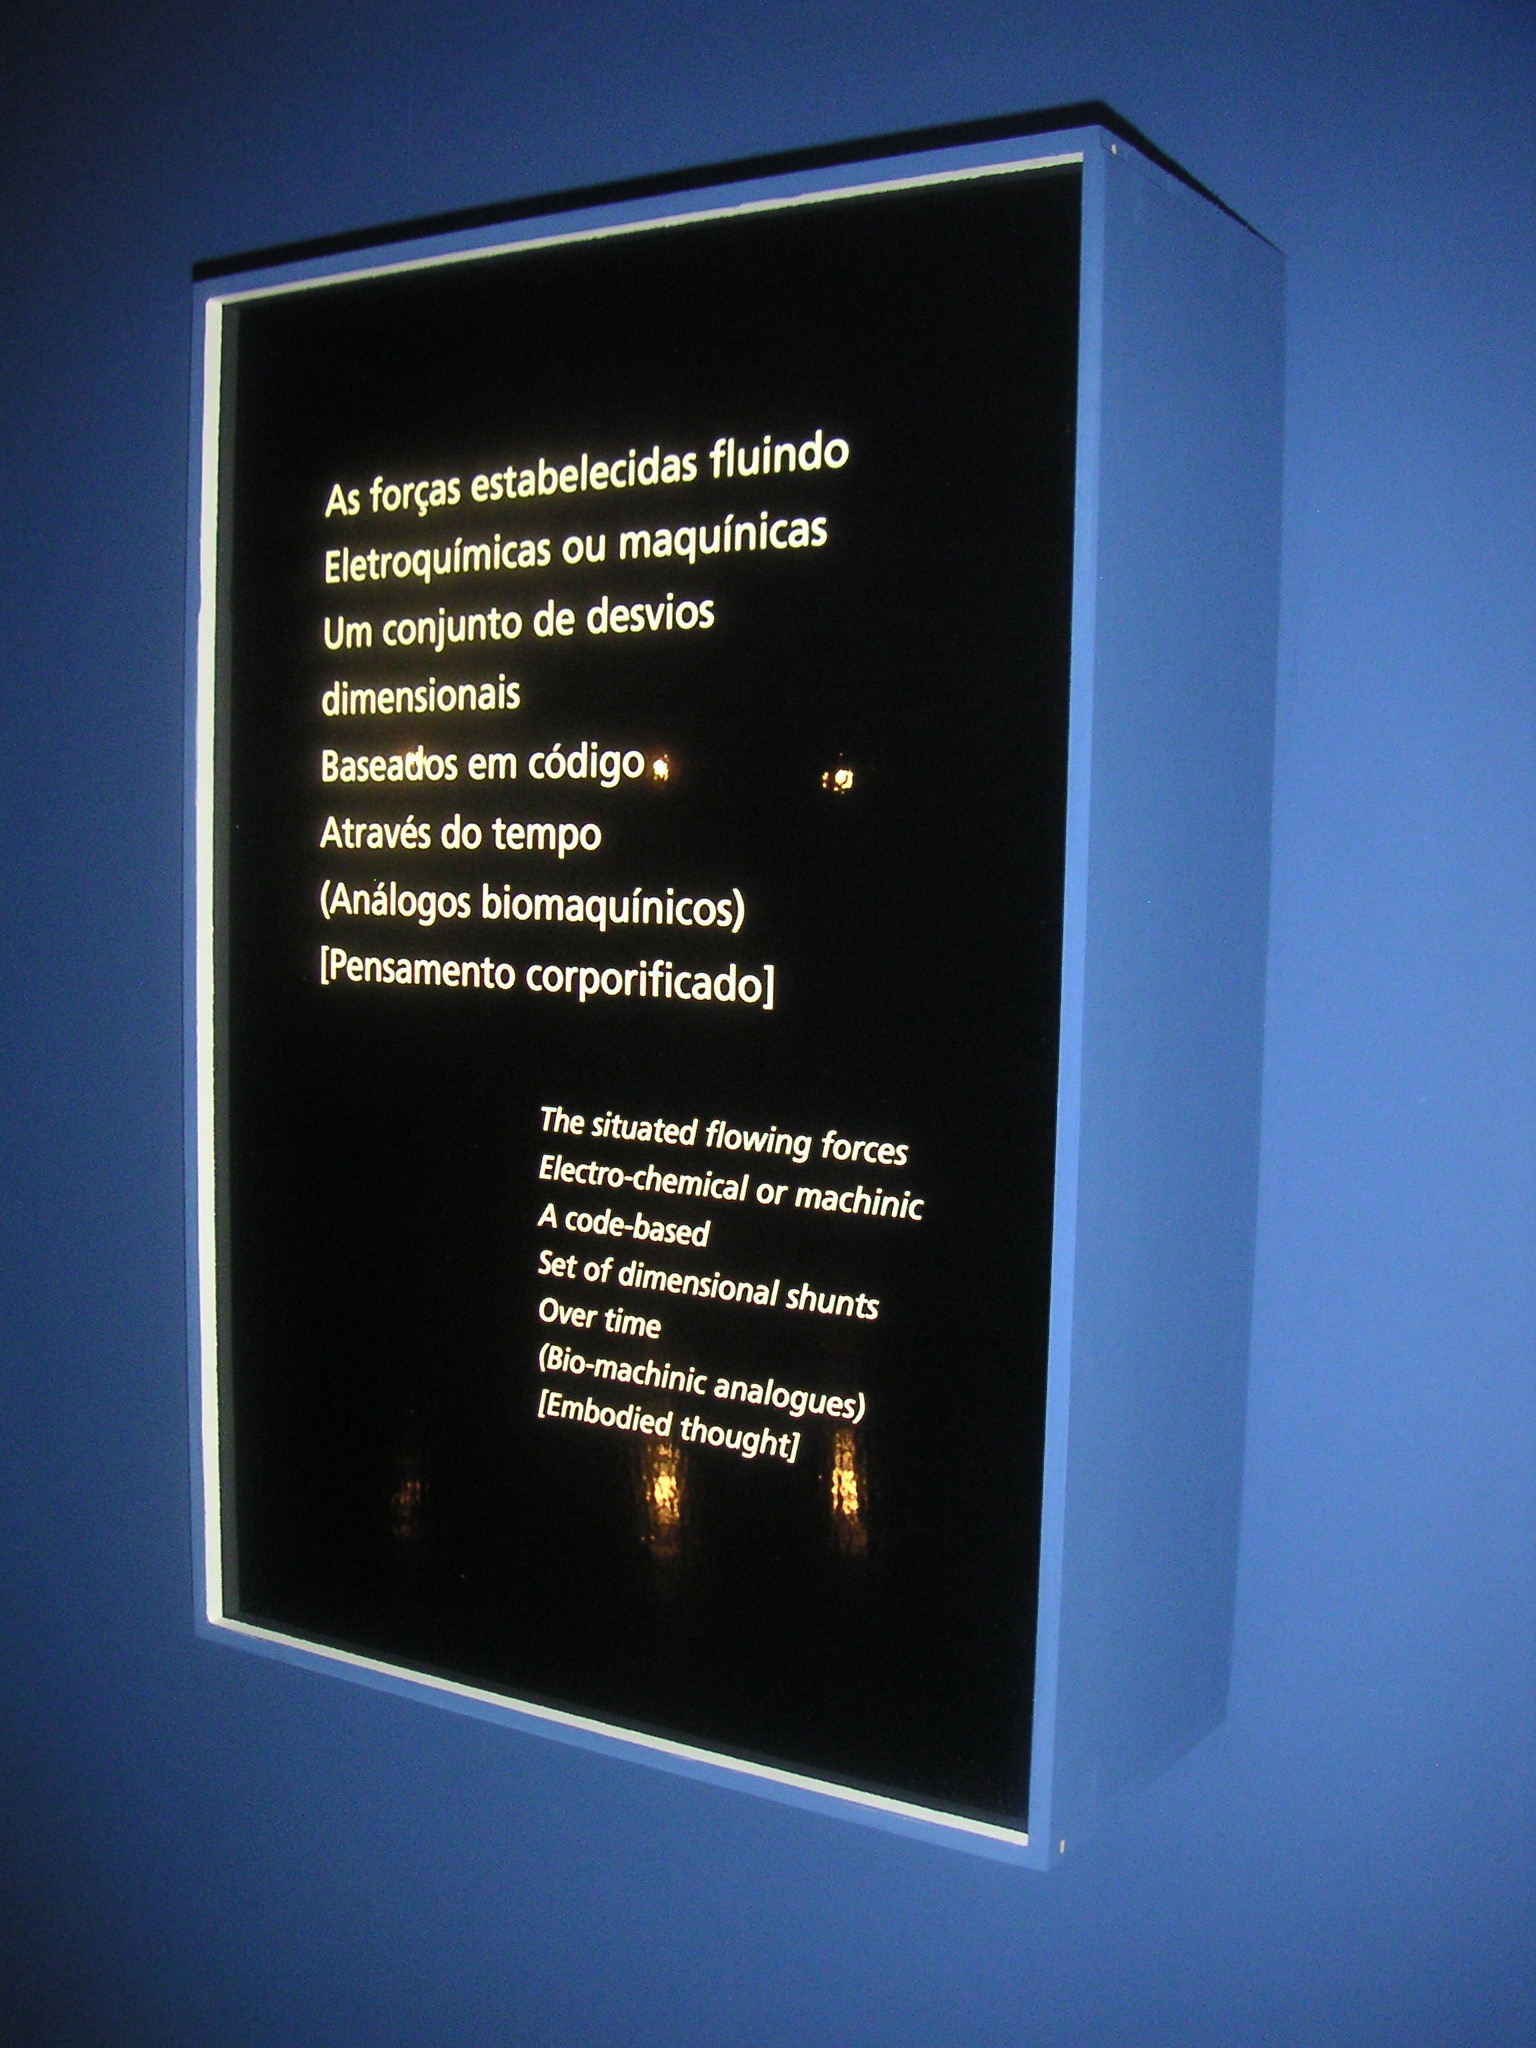 As forças estabelecidas fluindo
Eletroquímicas ou maquínicas
Um conjunto de desvios
dimensionais
Baseados em código
Através do tempo
(Análogos biomaquínicos)
[Pensamento corporificado]
The situated flowing forces
Electro-chemical or machinic
A code-based
Set of dimensional shunts
Over time
(Bio-machinic analogues)
[Embodied thought]